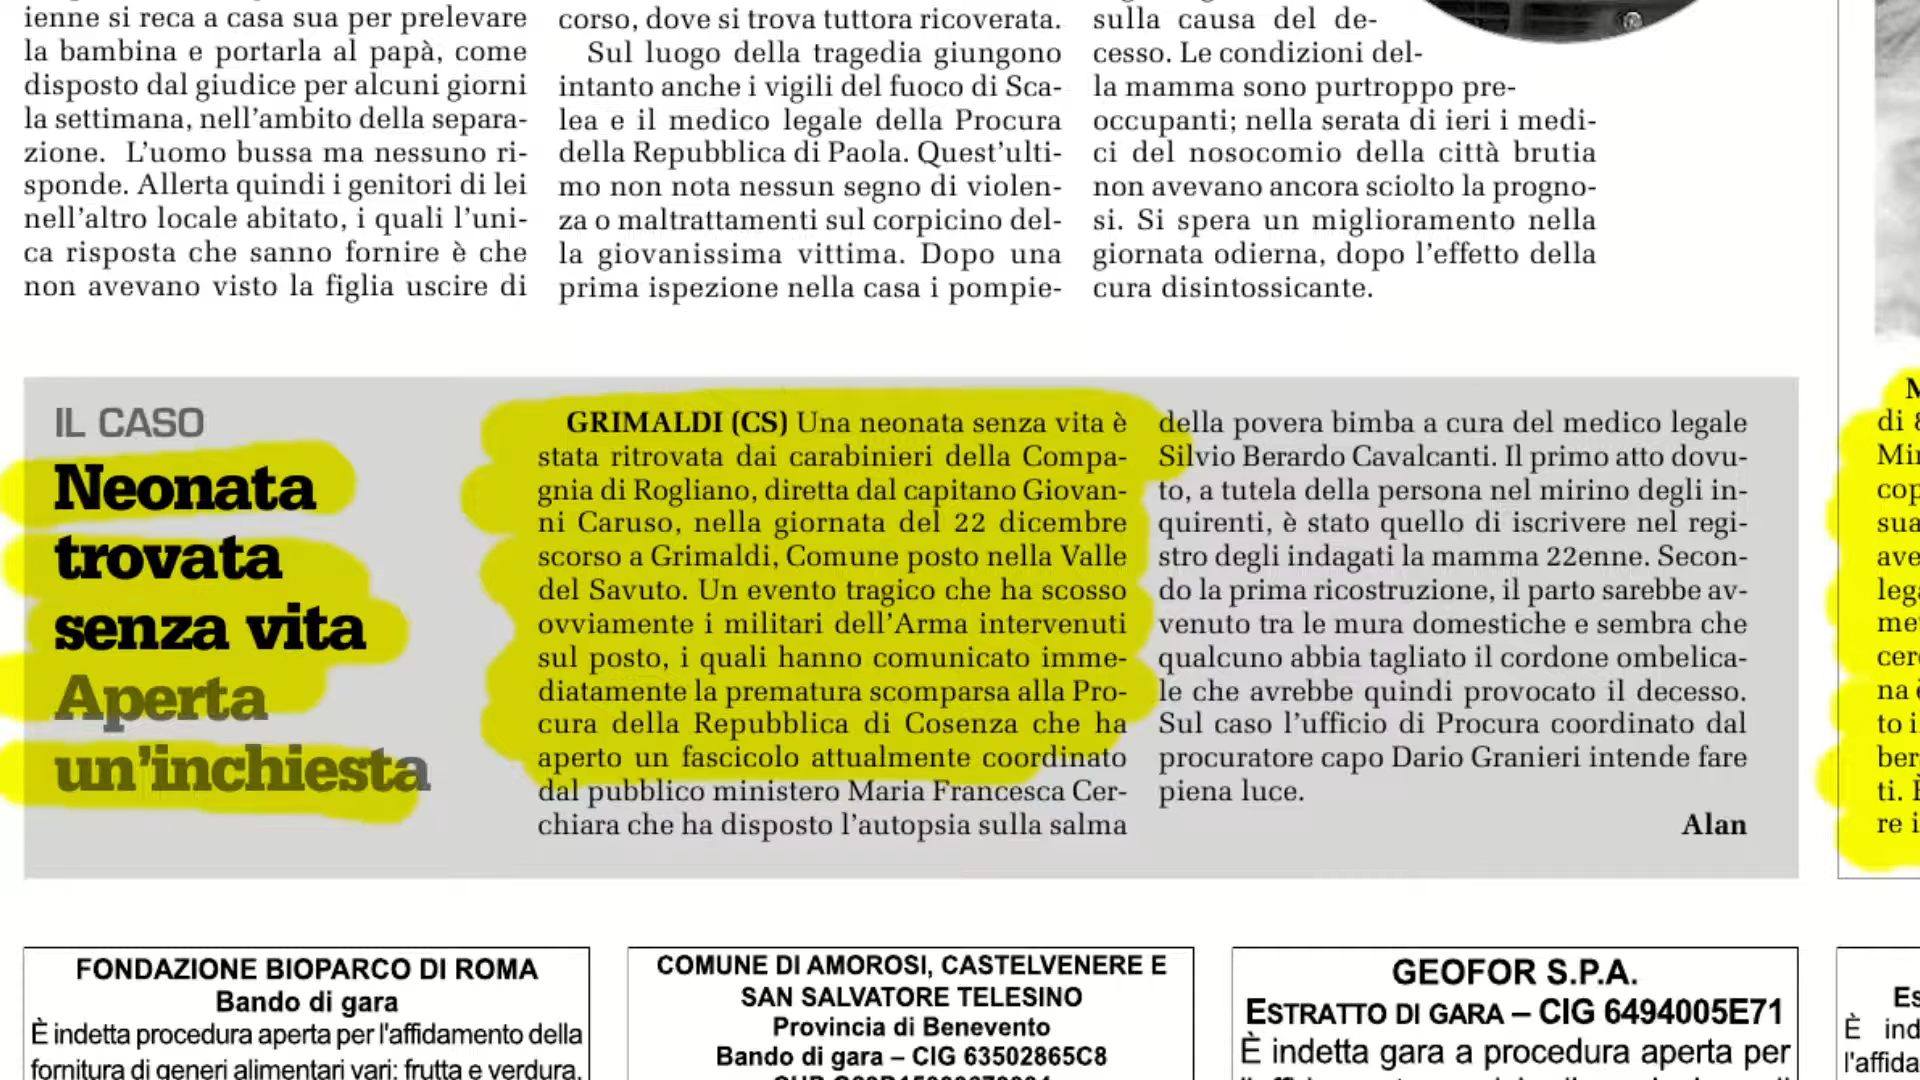 ienne si reca a casa sua per prelevare
la bambina e portarla al papà, come
disposto dal giudice per alcuni giorni
la settimana, nell'ambito della separa-
zione. L'uomo bussa ma nessuno ri-
sponde. Allerta quindi i genitori di lei
nell'altro locale abitato, i quali l'uni-
ca risposta che sanno fornire è che
non avevano visto la figlia uscire di
corso, dove si trova tuttora ricoverata.
Sul luogo della tragedia giungono
intanto anche i vigili del fuoco di Sca-
lea e il medico legale della Procura
della Repubblica di Paola. Quest'ulti-
mo non nota nessun segno di violen-
za o maltrattamenti sul corpicino del-
la giovanissima vittima. Dopo una
prima ispezione nella casa i pompie-
sulla causa del de-
cesso. Le condizioni del-
la mamma sono purtroppo pre-
occupanti; nella serata di ieri i medi-
ci del nosocomio della città brutia
non avevano ancora sciolto la progno-
si. Si spera un miglioramento nella
giornata odierna, dopo l'effetto della
cura disintossicante.
IL CASO
Neonata
trovata
senza vita
Aperta
un'inchiesta
GRIMALDI (CS) Una neonata senza vita è
stata ritrovata dai carabinieri della Compa-
gnia di Rogliano, diretta dal capitano Giovan-
ni Caruso, nella giornata del 22 dicembre
scorso a Grimaldi, Comune posto nella Valle
del Savuto. Un evento tragico che ha scosso
ovviamente i militari dell'Arma intervenuti
sul posto, i quali hanno comunicato imme-
diatamente la prematura scomparsa alla Pro-
cura della Repubblica di Cosenza che ha
aperto un fascicolo attualmente coordinato
dal pubblico ministero Maria Francesca Cer-
chiara che ha disposto l'autopsia sulla salma
della povera bimba a cura del medico legale
Silvio Berardo Cavalcanti. Il primo atto dovu-
to, a tutela della persona nel mirino degli in-
quirenti, è stato quello di iscrivere nel regi-
stro degli indagati la mamma 22enne. Secon-
do la prima ricostruzione, il parto sarebbe av-
venuto tra le mura domestiche e sembra che
qualcuno abbia tagliato il cordone ombelica-
le che avrebbe quindi provocato il decesso.
Sul caso l'ufficio di Procura coordinato dal
procuratore capo Dario Granieri intende fare
piena luce.
Alan
di
sua
ave
na
to i
ti.
re i
FONDAZIONE BIOPARCO DI ROMA
Bando di gara
È indetta procedura aperta per l'affidamento della
fornitura di generi alimentari vari: frutta e verdura,
COMUNE DI AMOROSI, CASTELVENERE E
SAN SALVATORE TELESINO
Provincia di Benevento
Bando di gara – CIG 63502865C8
GEOFOR S.P.A.
ESTRATTO DI GARA – CIG 6494005E71
È indetta gara a procedura aperta per
Es
È ind
l'affida